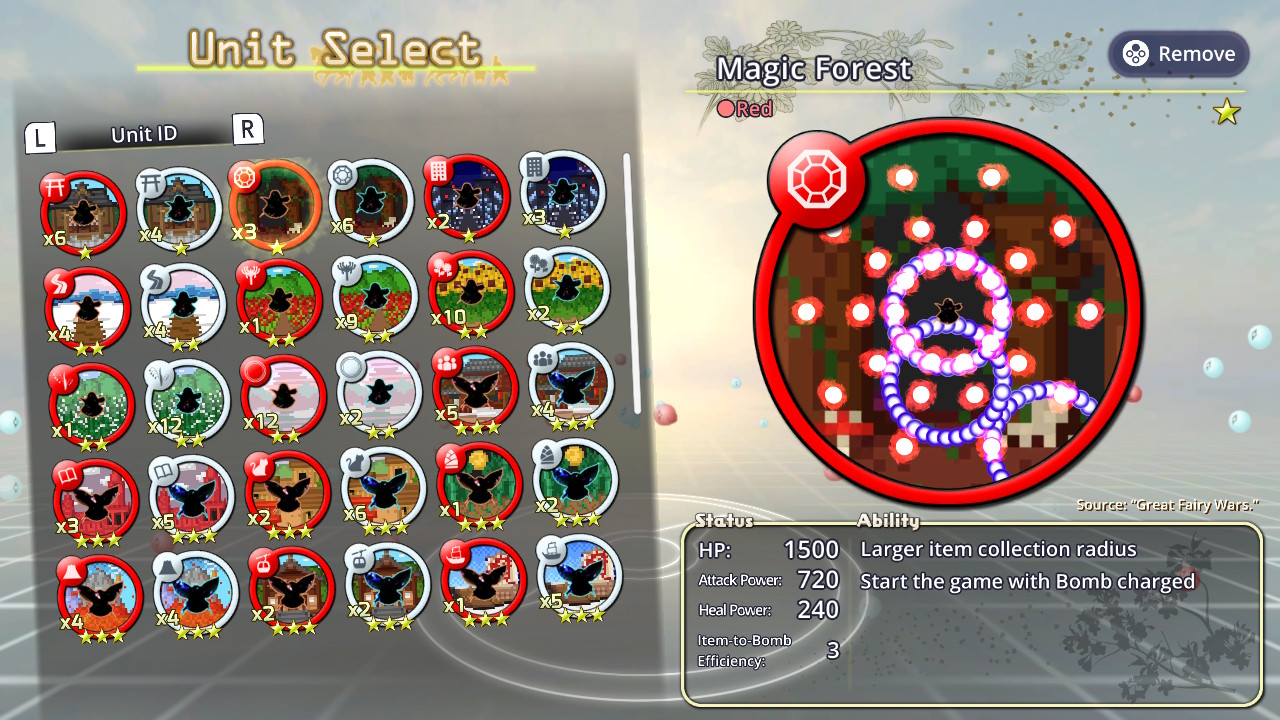 Unit Select
L Unit ID R
x6 x4 x3 x6 x2 x3
x4 x4 x1 x9 x10 x2
x1 x12 x12 x2 x5 x4
x3 x5 x2 x6 x1 x2
x4 x4 x2 x2 x1 x5
Remove
Magic Forest
Red
Source: “Great Fairy Wars.”
Status Ability
HP: 1500 Larger item collection radius
Attack Power: 720 Start the game with Bomb charged
Heal Power: 240
Item-to-Bomb
Efficiency: 3